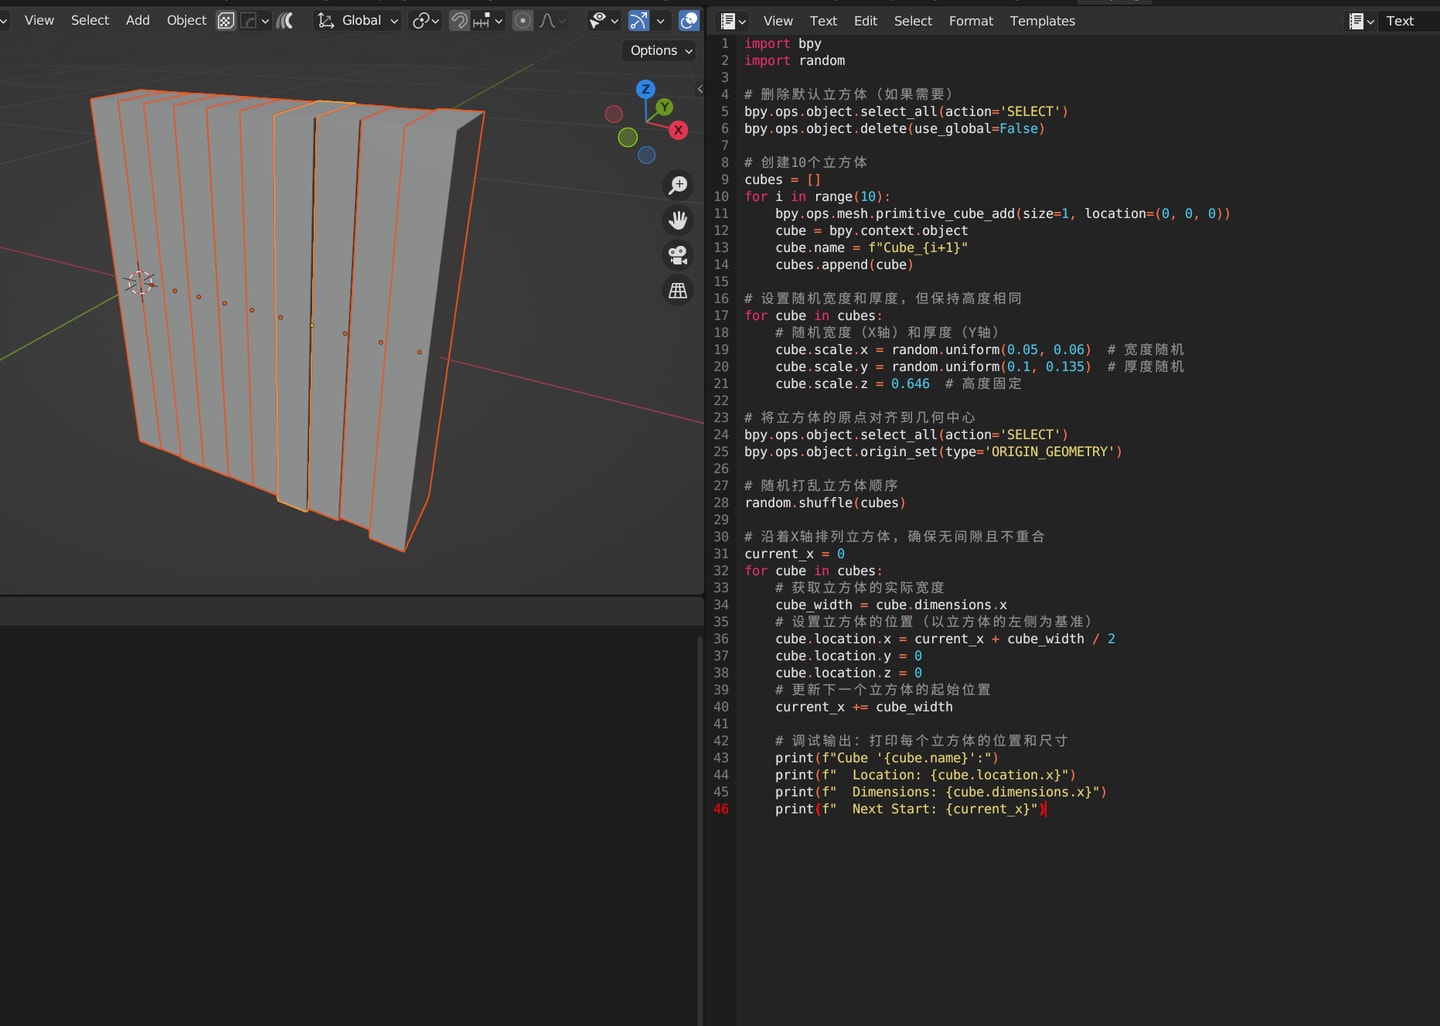 View Select Add Object Global
Options
Z
Y
X
View Text Edit Select Format Templates Text
1 import bpy
2 import random
3
4 # 删除默认立方体（如果需要）
5 bpy.ops.object.select_all(action='SELECT')
6 bpy.ops.object.delete(use_global=False)
7
8 # 创建10个立方体
9 cubes = []
10 for i in range(10):
11     bpy.ops.mesh.primitive_cube_add(size=1, location=(0, 0, 0))
12     cube = bpy.context.object
13     cube.name = f"Cube_{i+1}"
14     cubes.append(cube)
15
16 # 设置随机宽度和厚度，但保持高度相同
17 for cube in cubes:
18     # 随机宽度（X轴）和厚度（Y轴）
19     cube.scale.x = random.uniform(0.05, 0.06)  # 宽度随机
20     cube.scale.y = random.uniform(0.1, 0.135)  # 厚度随机
21     cube.scale.z = 0.646  # 高度固定
22
23 # 将立方体的原点对齐到几何中心
24 bpy.ops.object.select_all(action='SELECT')
25 bpy.ops.object.origin_set(type='ORIGIN_GEOMETRY')
26
27 # 随机打乱立方体顺序
28 random.shuffle(cubes)
29
30 # 沿着X轴排列立方体，确保无间隙且不重合
31 current_x = 0
32 for cube in cubes:
33     # 获取立方体的实际宽度
34     cube_width = cube.dimensions.x
35     # 设置立方体的位置（以立方体的左侧为基准）
36     cube.location.x = current_x + cube_width / 2
37     cube.location.y = 0
38     cube.location.z = 0
39     # 更新下一个立方体的起始位置
40     current_x += cube_width
41
42     # 调试输出：打印每个立方体的位置和尺寸
43     print(f"Cube '{cube.name}':")
44     print(f"  Location: {cube.location.x}")
45     print(f"  Dimensions: {cube.dimensions.x}")
46     print(f"  Next Start: {current_x}")